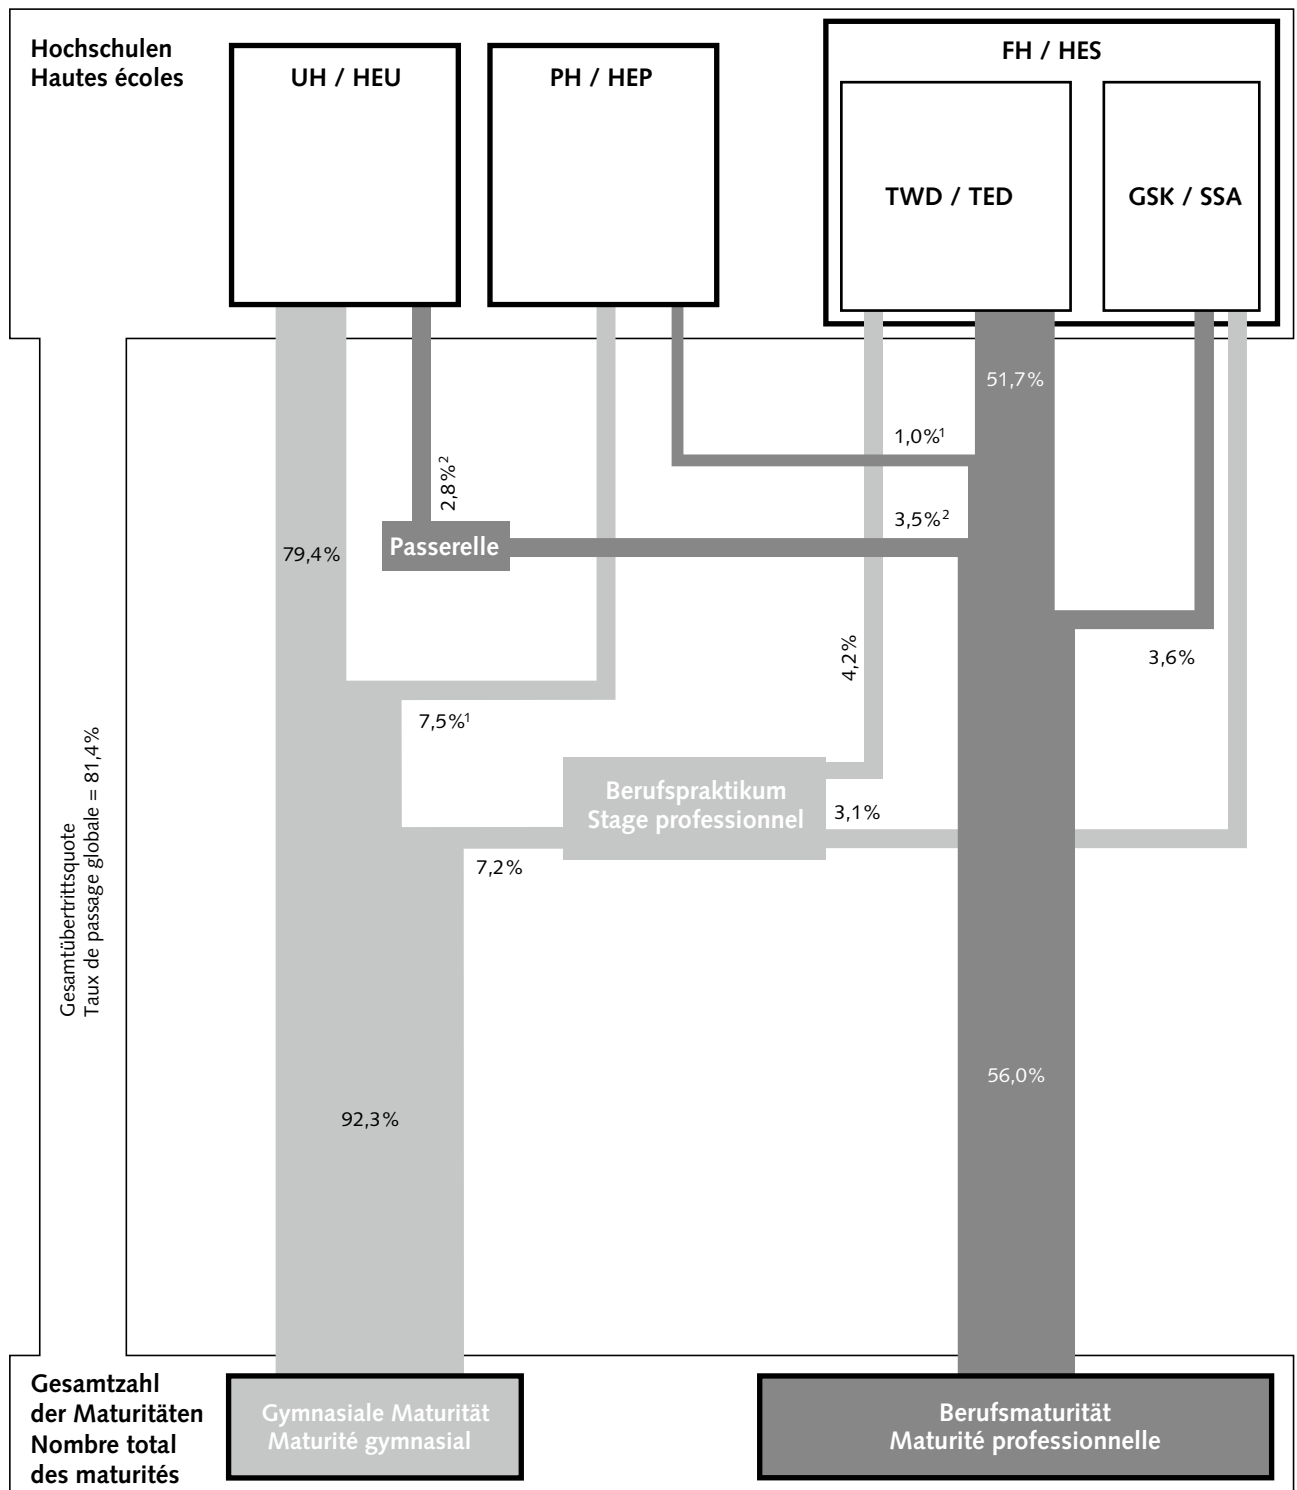 Hochschulen
Hautes écoles
UH / HEU
PH / HEP
FH / HES
TWD / TED
GSK / SSA
51,7%
1,0%¹
2,8%²
3,5%²
Passerelle
79,4%
4,2%
3,6%
7,5%¹
Berufspraktikum
Stage professionnel
3,1%
7,2%
Gesamtübertrittsquote
Taux de passage globale = 81,4%
56,0%
92,3%
Gesamtzahl
der Maturitäten
Nombre total
des maturités
Gymnasiale Maturität
Maturité gymnasial
Berufsmaturität
Maturité professionnelle